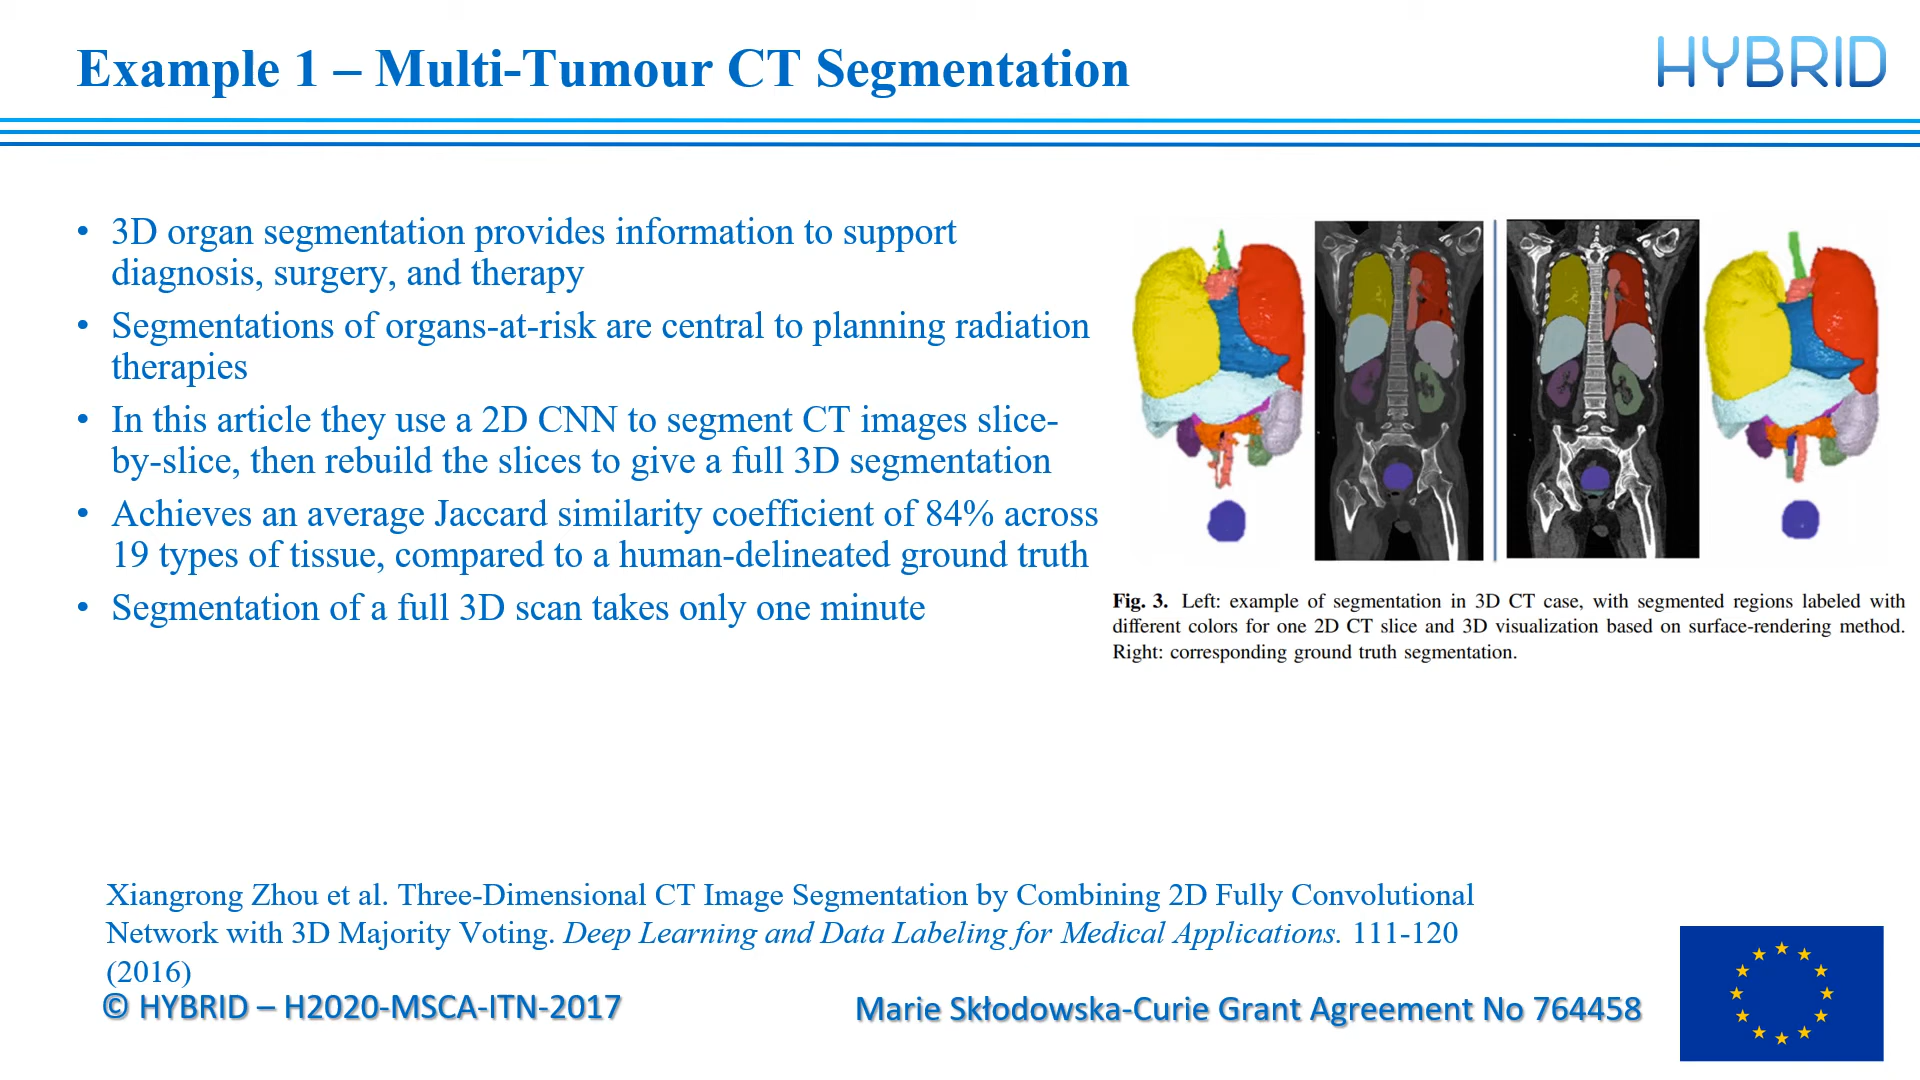 Example 1 – Multi-Tumour CT Segmentation
HYBRID
• 3D organ segmentation provides information to support
diagnosis, surgery, and therapy
• Segmentations of organs-at-risk are central to planning radiation
therapies
• In this article they use a 2D CNN to segment CT images slice-
by-slice, then rebuild the slices to give a full 3D segmentation
• Achieves an average Jaccard similarity coefficient of 84% across
19 types of tissue, compared to a human-delineated ground truth
• Segmentation of a full 3D scan takes only one minute
Fig. 3. Left: example of segmentation in 3D CT case, with segmented regions labeled with
different colors for one 2D CT slice and 3D visualization based on surface-rendering method.
Right: corresponding ground truth segmentation.
Xiangrong Zhou et al. Three-Dimensional CT Image Segmentation by Combining 2D Fully Convolutional
Network with 3D Majority Voting. Deep Learning and Data Labeling for Medical Applications. 111-120
(2016)
© HYBRID – H2020-MSCA-ITN-2017
Marie Skłodowska-Curie Grant Agreement No 764458